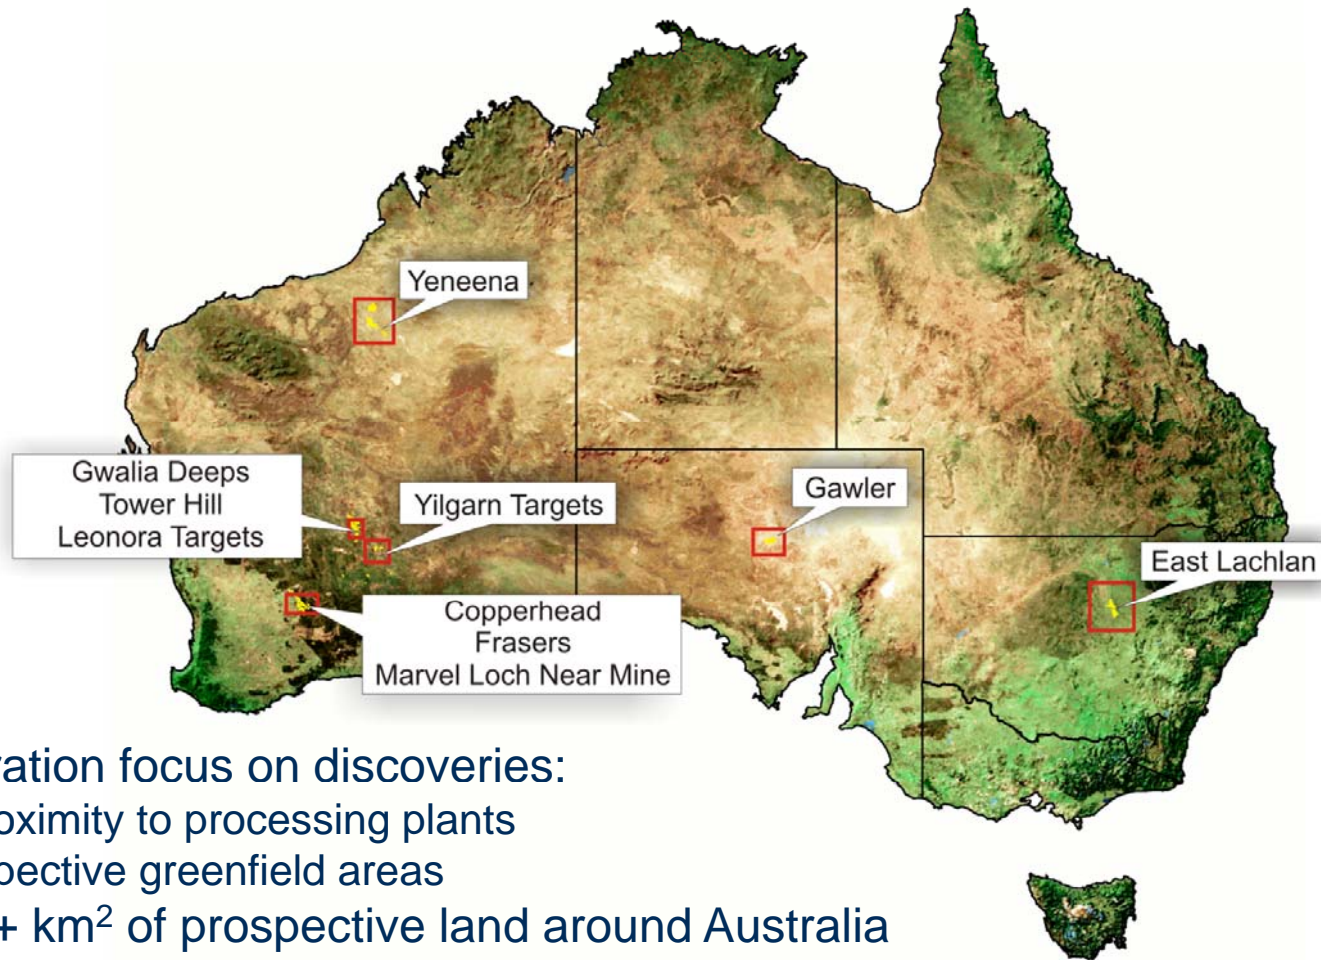 Yeneena
Gwalia Deeps
Tower Hill
Leonora Targets
Yilgarn Targets
Gawler
East Lachlan
Copperhead
Frasers
Marvel Loch Near Mine
ration focus on discoveries:
oximity to processing plants
pective greenfield areas
+ km² of prospective land around Australia